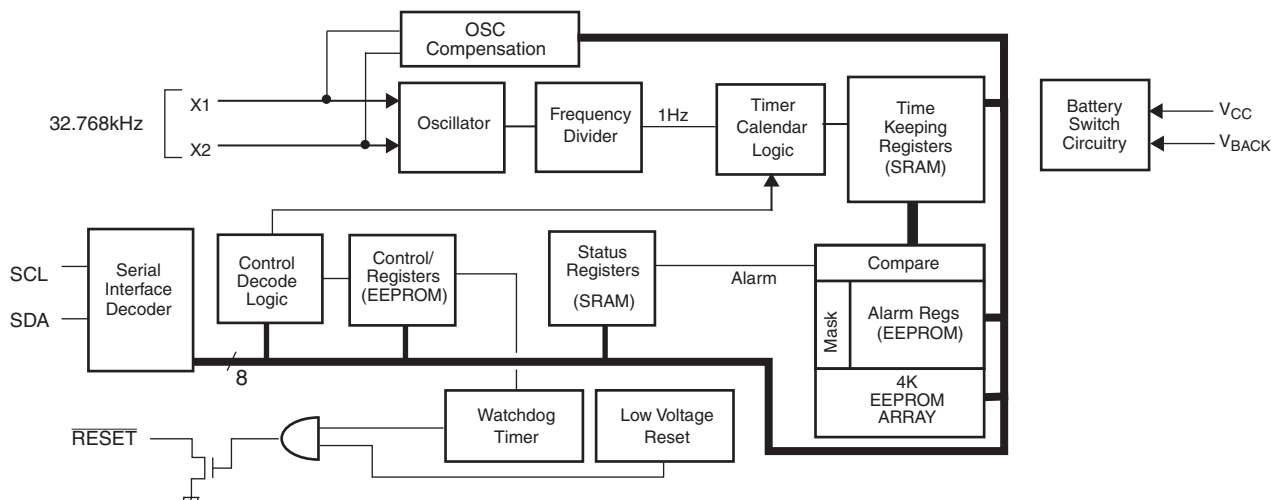 OSC
Compensation
32.768kHz
X1
X2
Oscillator
Frequency
Divider
1Hz
Timer
Calendar
Logic
Time
Keeping
Registers
(SRAM)
Battery
Switch
Circuitry
VCC
VBACK
SCL
SDA
Serial
Interface
Decoder
Control
Decode
Logic
Control/
Registers
(EEPROM)
Status
Registers
(SRAM)
Alarm
Compare
Mask
Alarm Regs
(EEPROM)
4K
EEPROM
ARRAY
8
RESET
Watchdog
Timer
Low Voltage
Reset